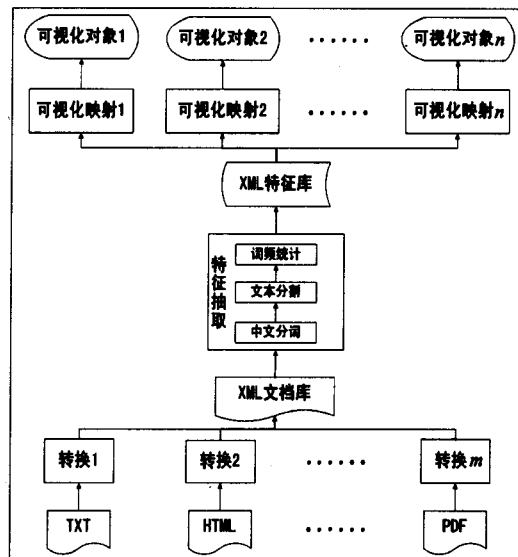 可视化对象1 可视化对象2 ······ 可视化对象n
可视化映射1 可视化映射2 ······ 可视化映射n
XML特征库
特征抽取
词频统计
文本分割
中文分词
XML文档库
转换1 转换2 ······ 转换m
TXT HTML ······ PDF